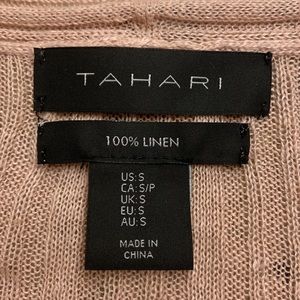 TAHARI
100% LINEN
US: S
CA: S/P
UK: S
EU: S
AU: S
MADE IN
CHINA